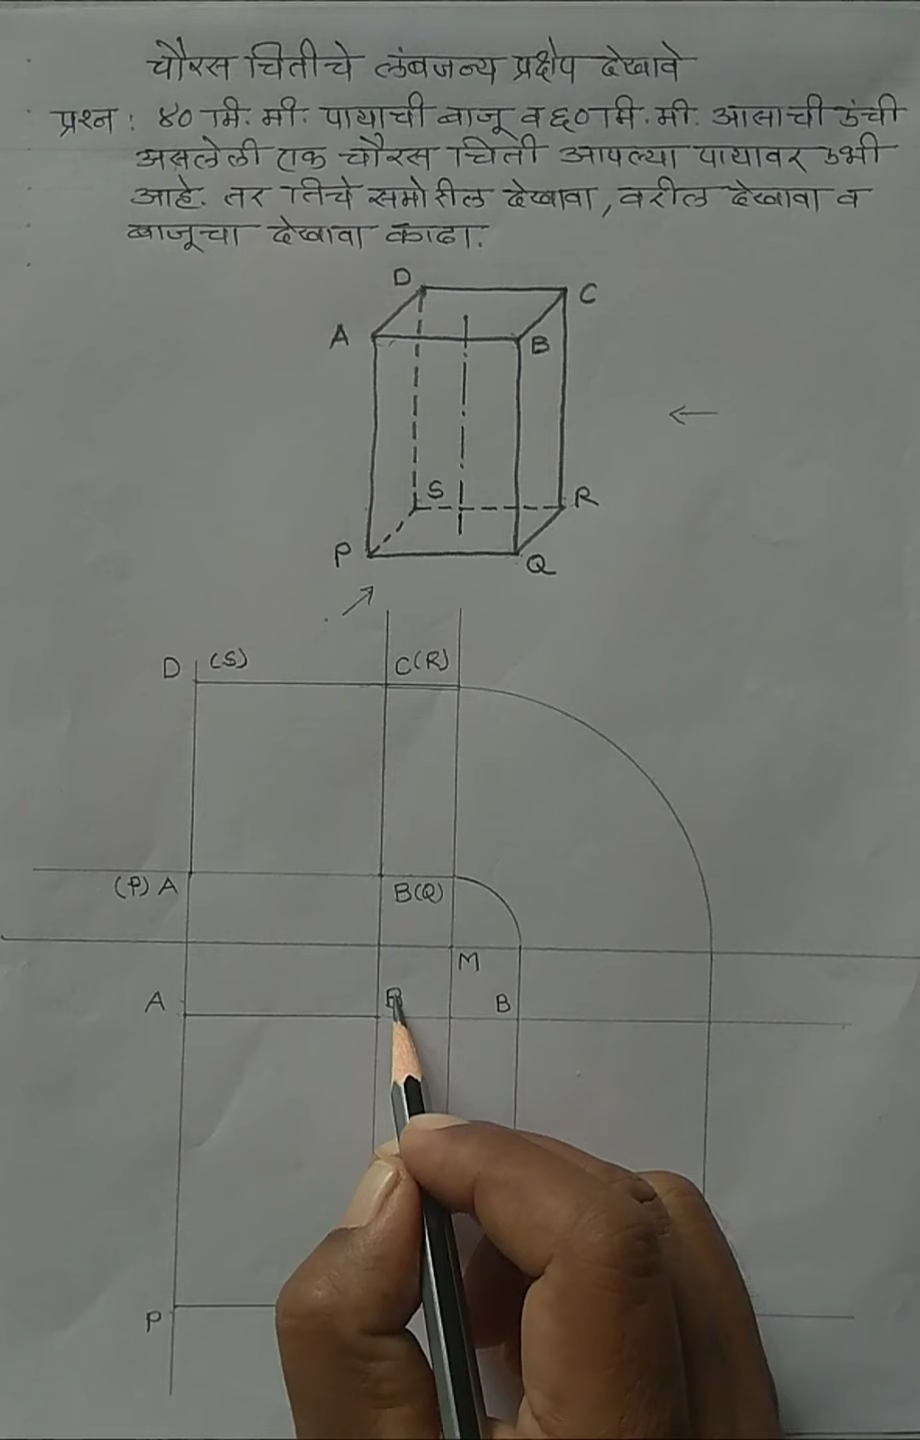 चौरस चितीचे लंबजन्य प्रक्षेप देखावे
प्रश्न : ४० मि. मी. पायाची बाजू व ६० मि. मी. आसाची उंची
असलेली एक चौरस चिती आपल्या पायावर उभी
आहे. तर तिचे समोरील देखावा, वरील देखावा व
बाजूचा देखावा काढा.
D
C
A
B
S
R
P
Q
D (S)
C(R)
(P) A
B(Q)
M
A
B
B
P